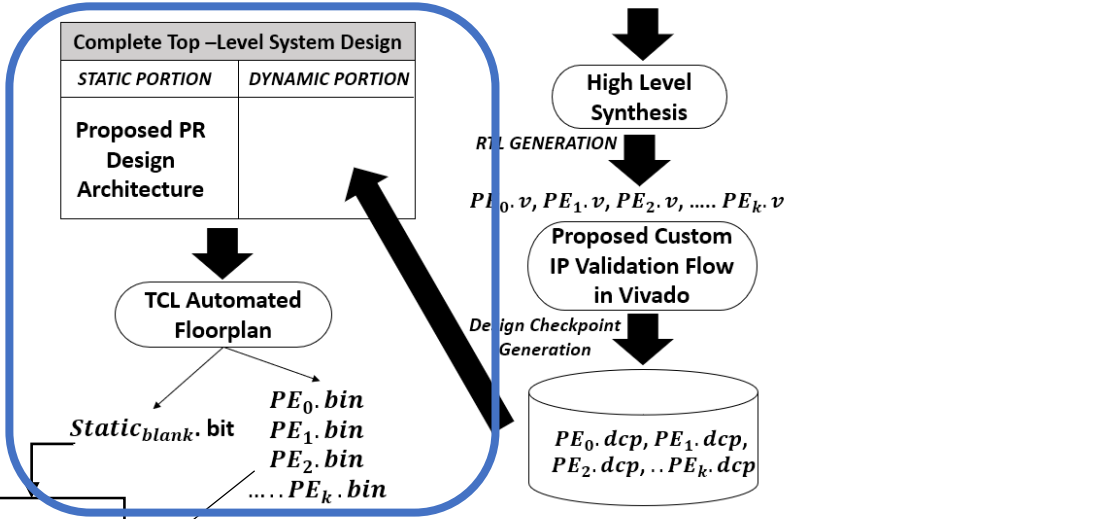 Complete Top –Level System Design
STATIC PORTION
DYNAMIC PORTION
Proposed PR
Design
Architecture
TCL Automated
Floorplan
Static_blank. bit
PE_0. bin
PE_1. bin
PE_2. bin
..... PE_k . bin
High Level
Synthesis
RTL GENERATION
PE_0. v, PE_1. v, PE_2. v, ..... PE_k. v
Proposed Custom
IP Validation Flow
in Vivado
Design Checkpoint
Generation
PE_0. dcp, PE_1. dcp,
PE_2. dcp, . . PE_k. dcp